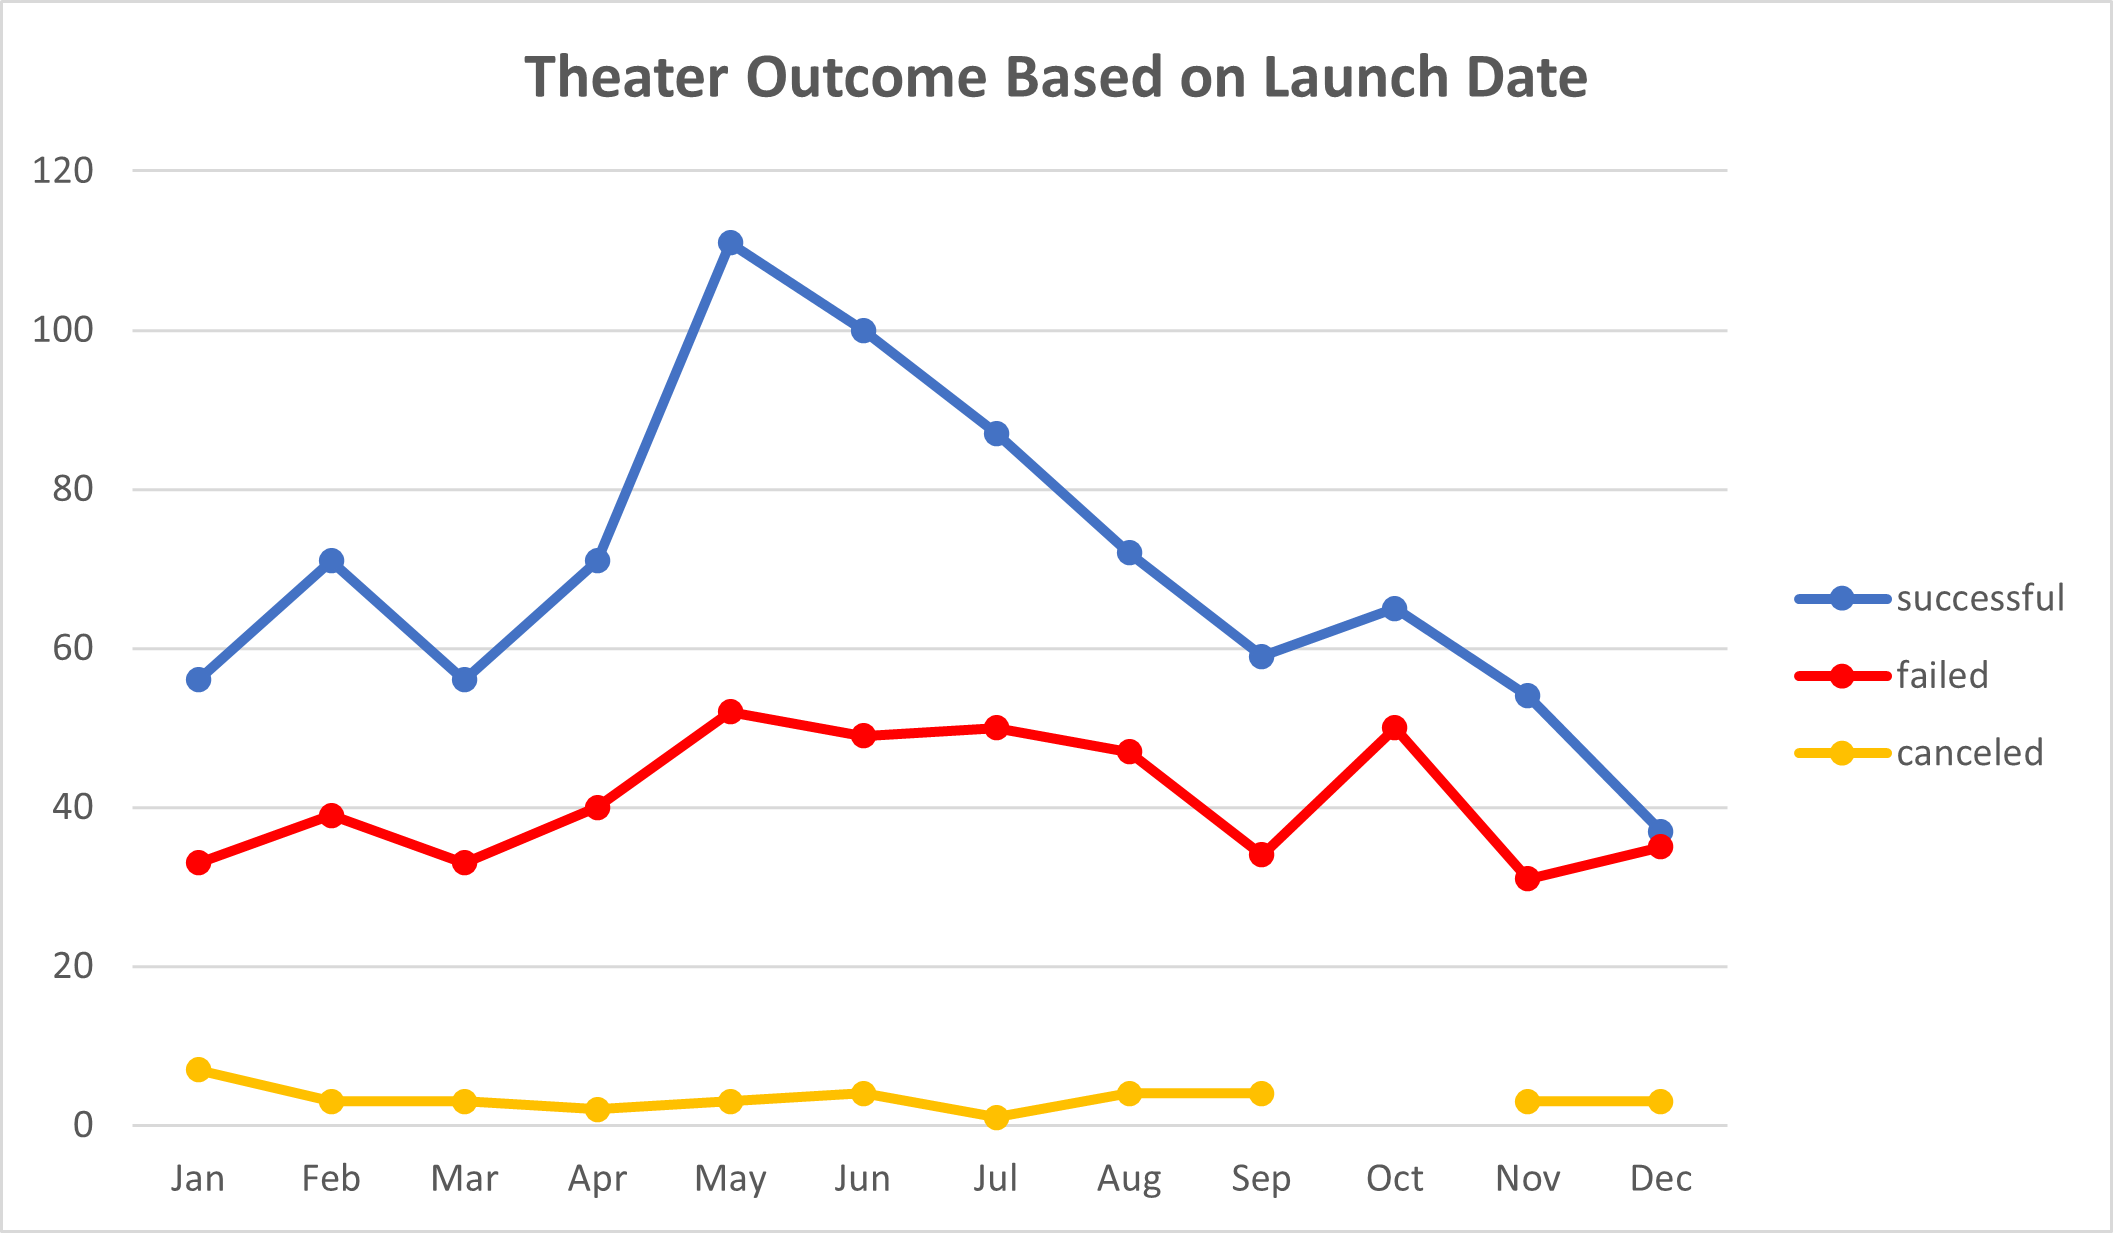 Theater Outcome Based on Launch Date
120
100
80
60
40
20
0
Jan Feb Mar Apr May Jun Jul Aug Sep Oct Nov Dec
successful
failed
canceled